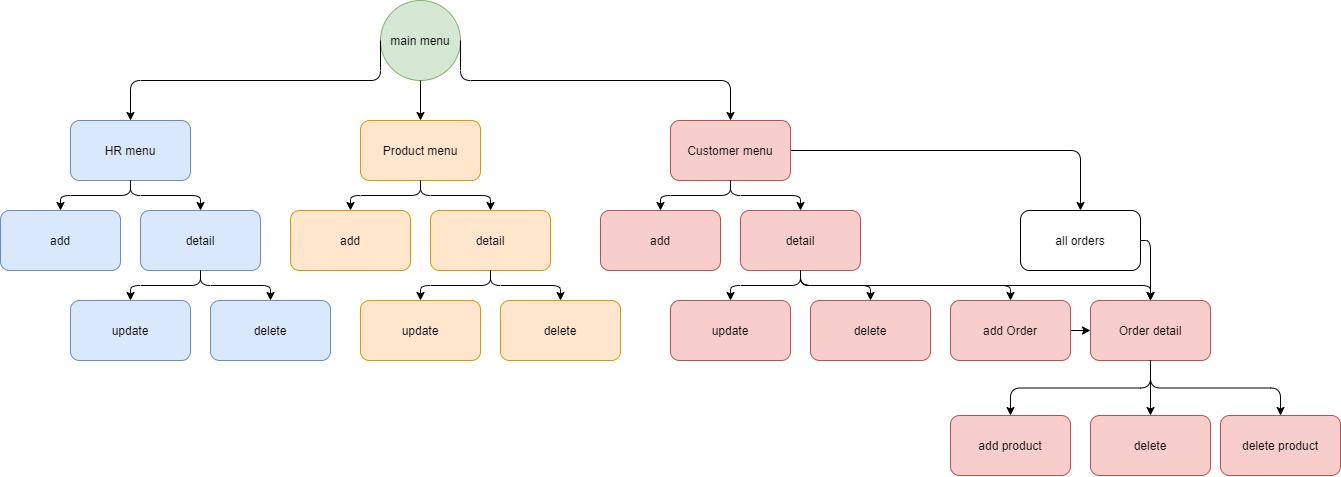 main menu
HR menu
Product menu
Customer menu
add
detail
add
detail
add
detail
all orders
update
delete
update
delete
update
delete
add Order
Order detail
add product
delete
delete product